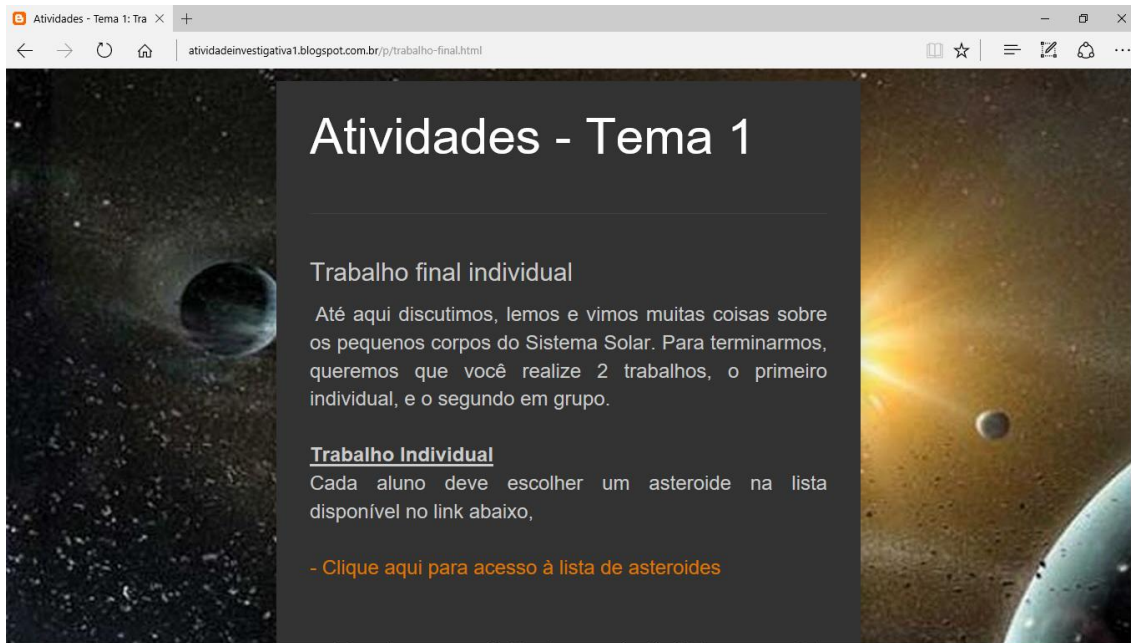 Atividades - Tema 1: Tra
atividadeinvestigativa1.blogspot.com.br/p/trabalho-final.html
Atividades - Tema 1
Trabalho final individual
Até aqui discutimos, lemos e vimos muitas coisas sobre
os pequenos corpos do Sistema Solar. Para terminarmos,
queremos que você realize 2 trabalhos, o primeiro
individual, e o segundo em grupo.
Trabalho Individual
Cada aluno deve escolher um asteroide na lista
disponível no link abaixo,
- Clique aqui para acesso à lista de asteroides